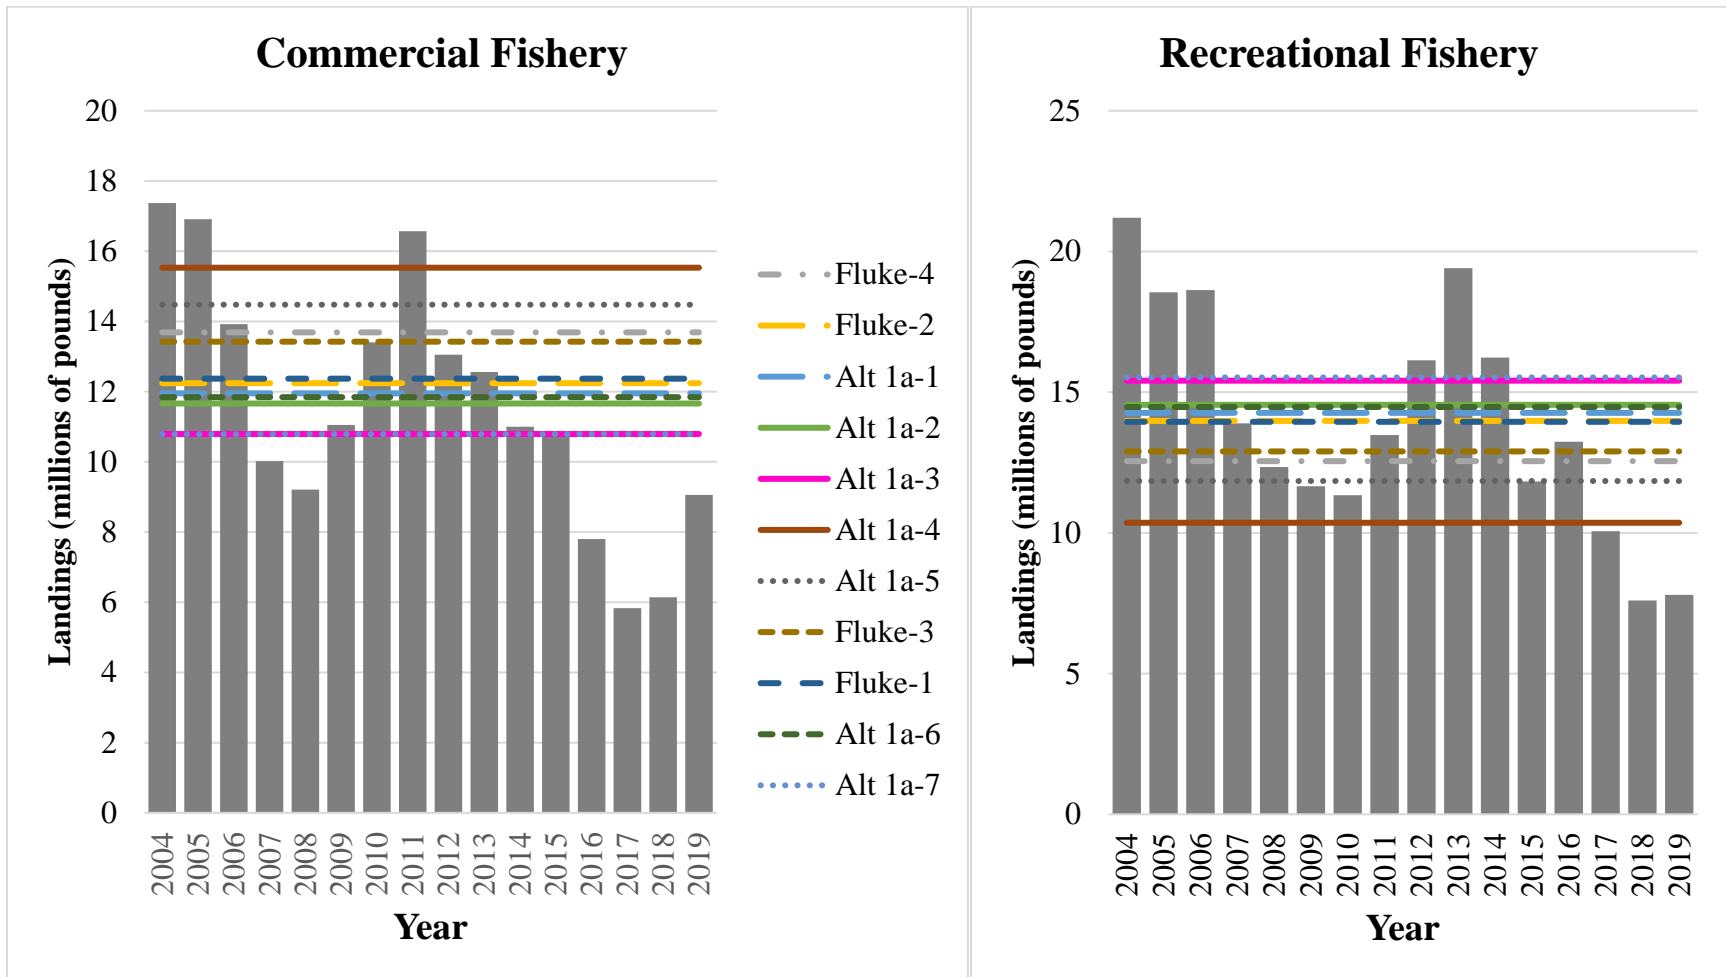 Commercial Fishery
Landings (millions of pounds)
20
18
16
14
12
10
8
6
4
2
0
2004
2005
2006
2007
2008
2009
2010
2011
2012
2013
2014
2015
2016
2017
2018
2019
Year
Fluke-4
Fluke-2
Alt 1a-1
Alt 1a-2
Alt 1a-3
Alt 1a-4
Alt 1a-5
Fluke-3
Fluke-1
Alt 1a-6
Alt 1a-7
Recreational Fishery
Landings (millions of pounds)
25
20
15
10
5
0
2004
2005
2006
2007
2008
2009
2010
2011
2012
2013
2014
2015
2016
2017
2018
2019
Year